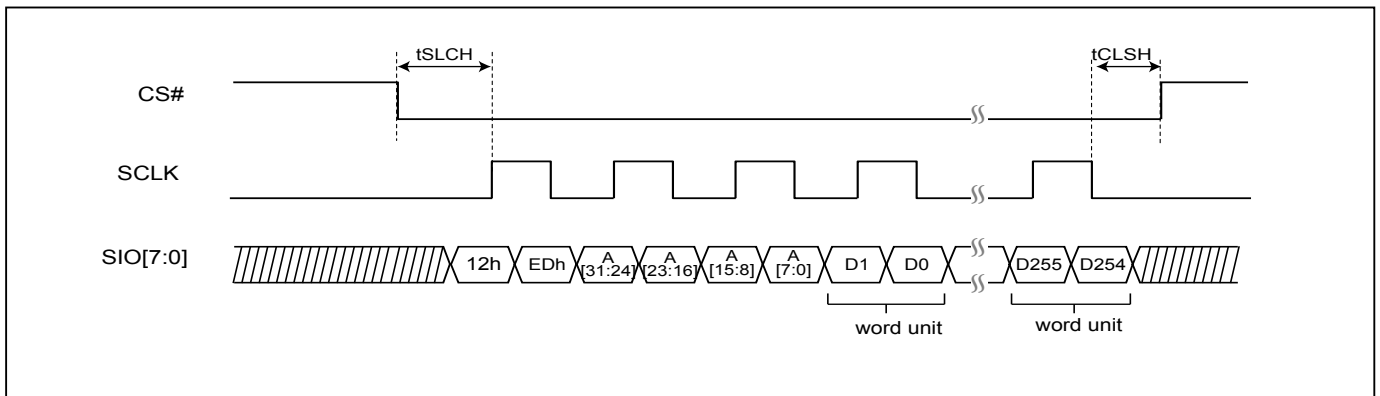 tSLCH
tCLSH
CS#
SCLK
SIO[7:0]
12h
EDh
A
[31:24]
A
[23:16]
A
[15:8]
A
[7:0]
D1
D0
D255
D254
word unit
word unit